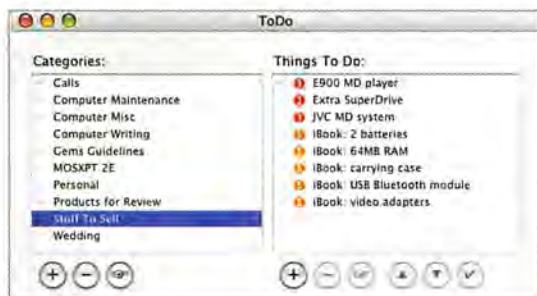 ToDo
Categories:
Calls
Computer Maintenance
Computer Misc
Computer Writing
Gems Guidelines
MOSXPT 2E
Personal
Products for Review
Stuff To Sell
Wedding
Things To Do:
E900 MD player
Extra SuperDrive
JVC MD system
iBook: 2 batteries
iBook: 64MB RAM
iBook: carrying case
iBook: USB Bluetooth module
iBook: video adapters